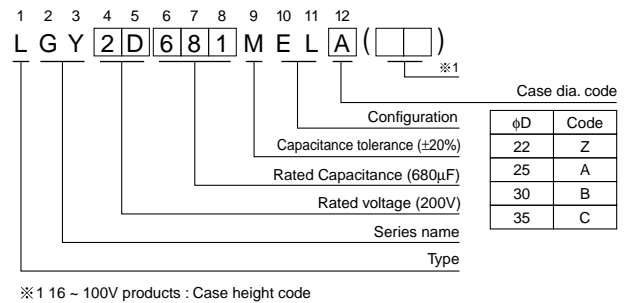 1 2 3 4 5 6 7 8 9 10 11 12
L G Y 2 D 6 8 1 M E L A ( )
※1
Case dia. code
Configuration
Capacitance tolerance (±20%)
Rated Capacitance (680µF)
Rated voltage (200V)
Series name
Type
φD Code
22 Z
25 A
30 B
35 C
※1 16 ~ 100V products : Case height code